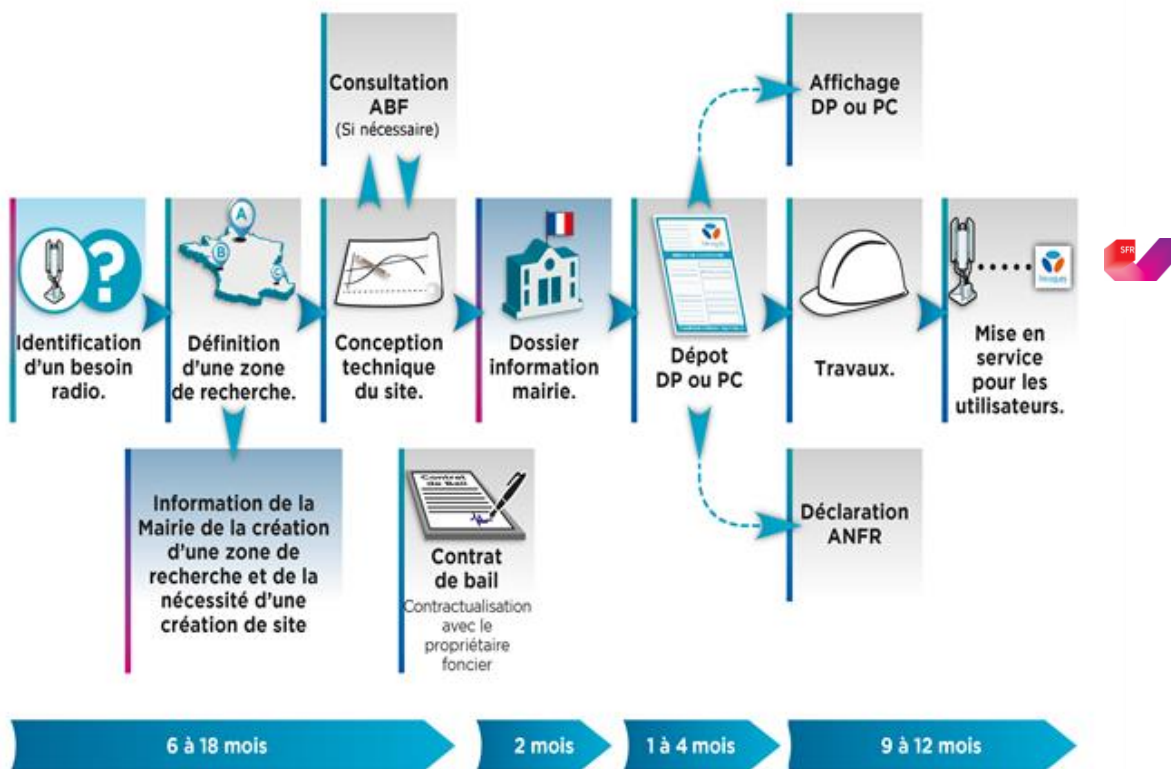 Consultation
ABF
(Si nécessaire)
Affichage
DP ou PC
A
B
C
Identification
d'un besoin
radio.
Définition
d'une zone
de recherche.
Conception
technique
du site.
Dossier
information
mairie.
Dépot
DP ou PC
Travaux.
Mise en
service
pour les
utilisateurs.
SFR
Information de la
Mairie de la création
d'une zone de
recherche et de la
nécessité d'une
création de site
Contrat
de Bail
Contrat
de bail
Contractualisation
avec le
propriétaire
foncier
Déclaration
ANFR
6 à 18 mois
2 mois
1 à 4 mois
9 à 12 mois